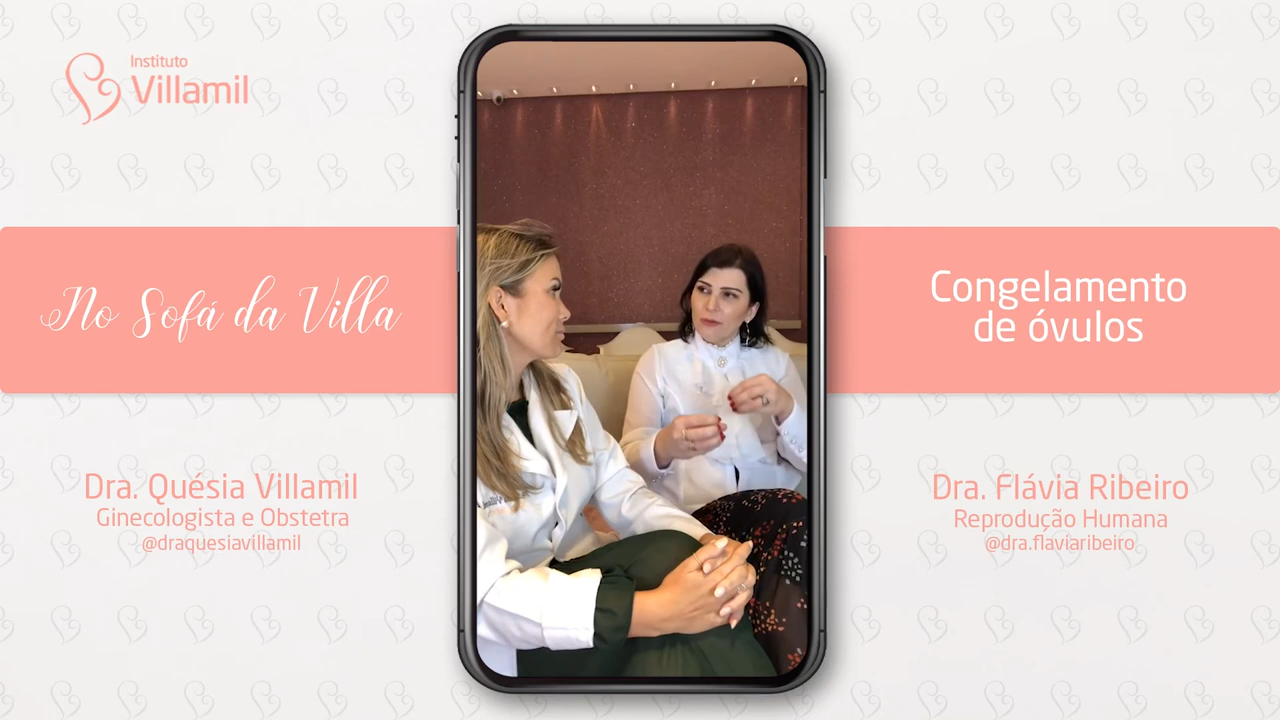 Instituto
Villamil
No Sofá da Villa
Congelamento
de óvulos
Dra. Quésia Villamil
Ginecologista e Obstetra
@draquesiavillamil
Dra. Flávia Ribeiro
Reprodução Humana
@dra.flaviaribeiro